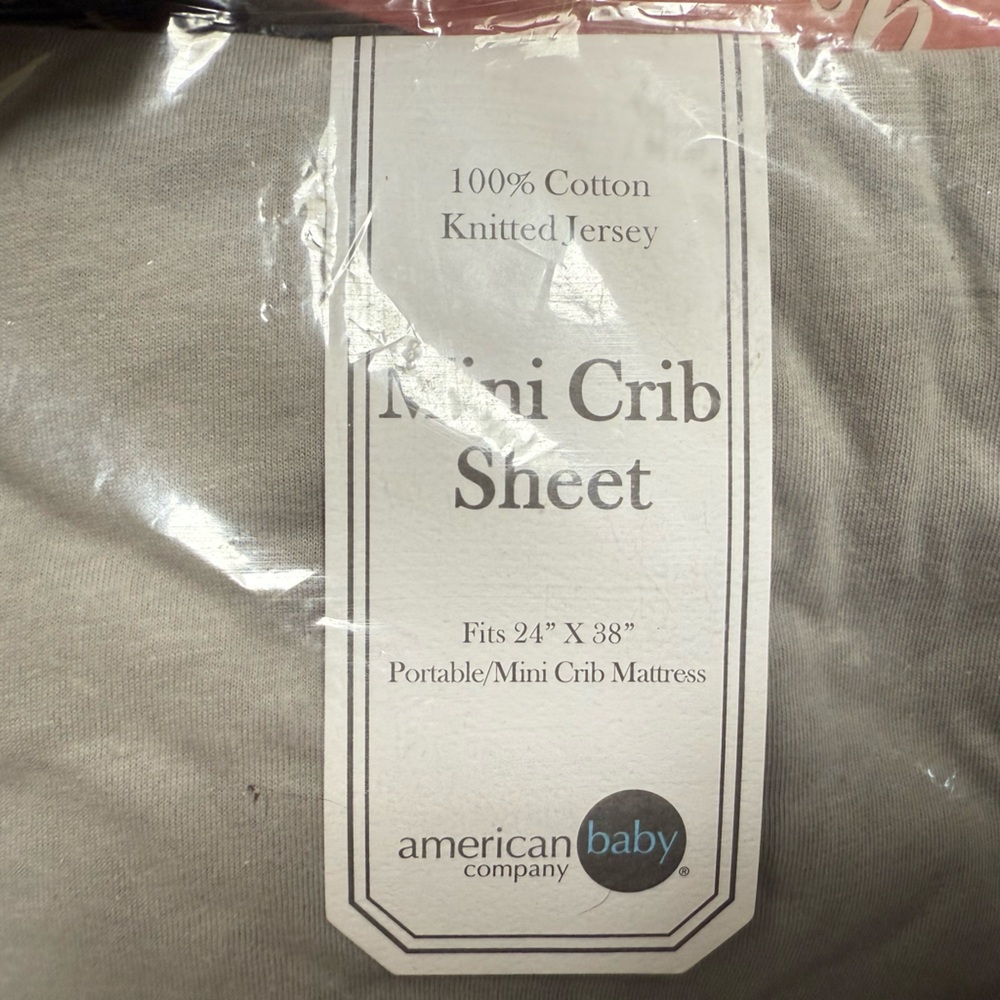 100% Cotton
Knitted Jersey
Mini Crib
Sheet
Fits 24” X 38”
Portable/Mini Crib Mattress
american baby
company
®